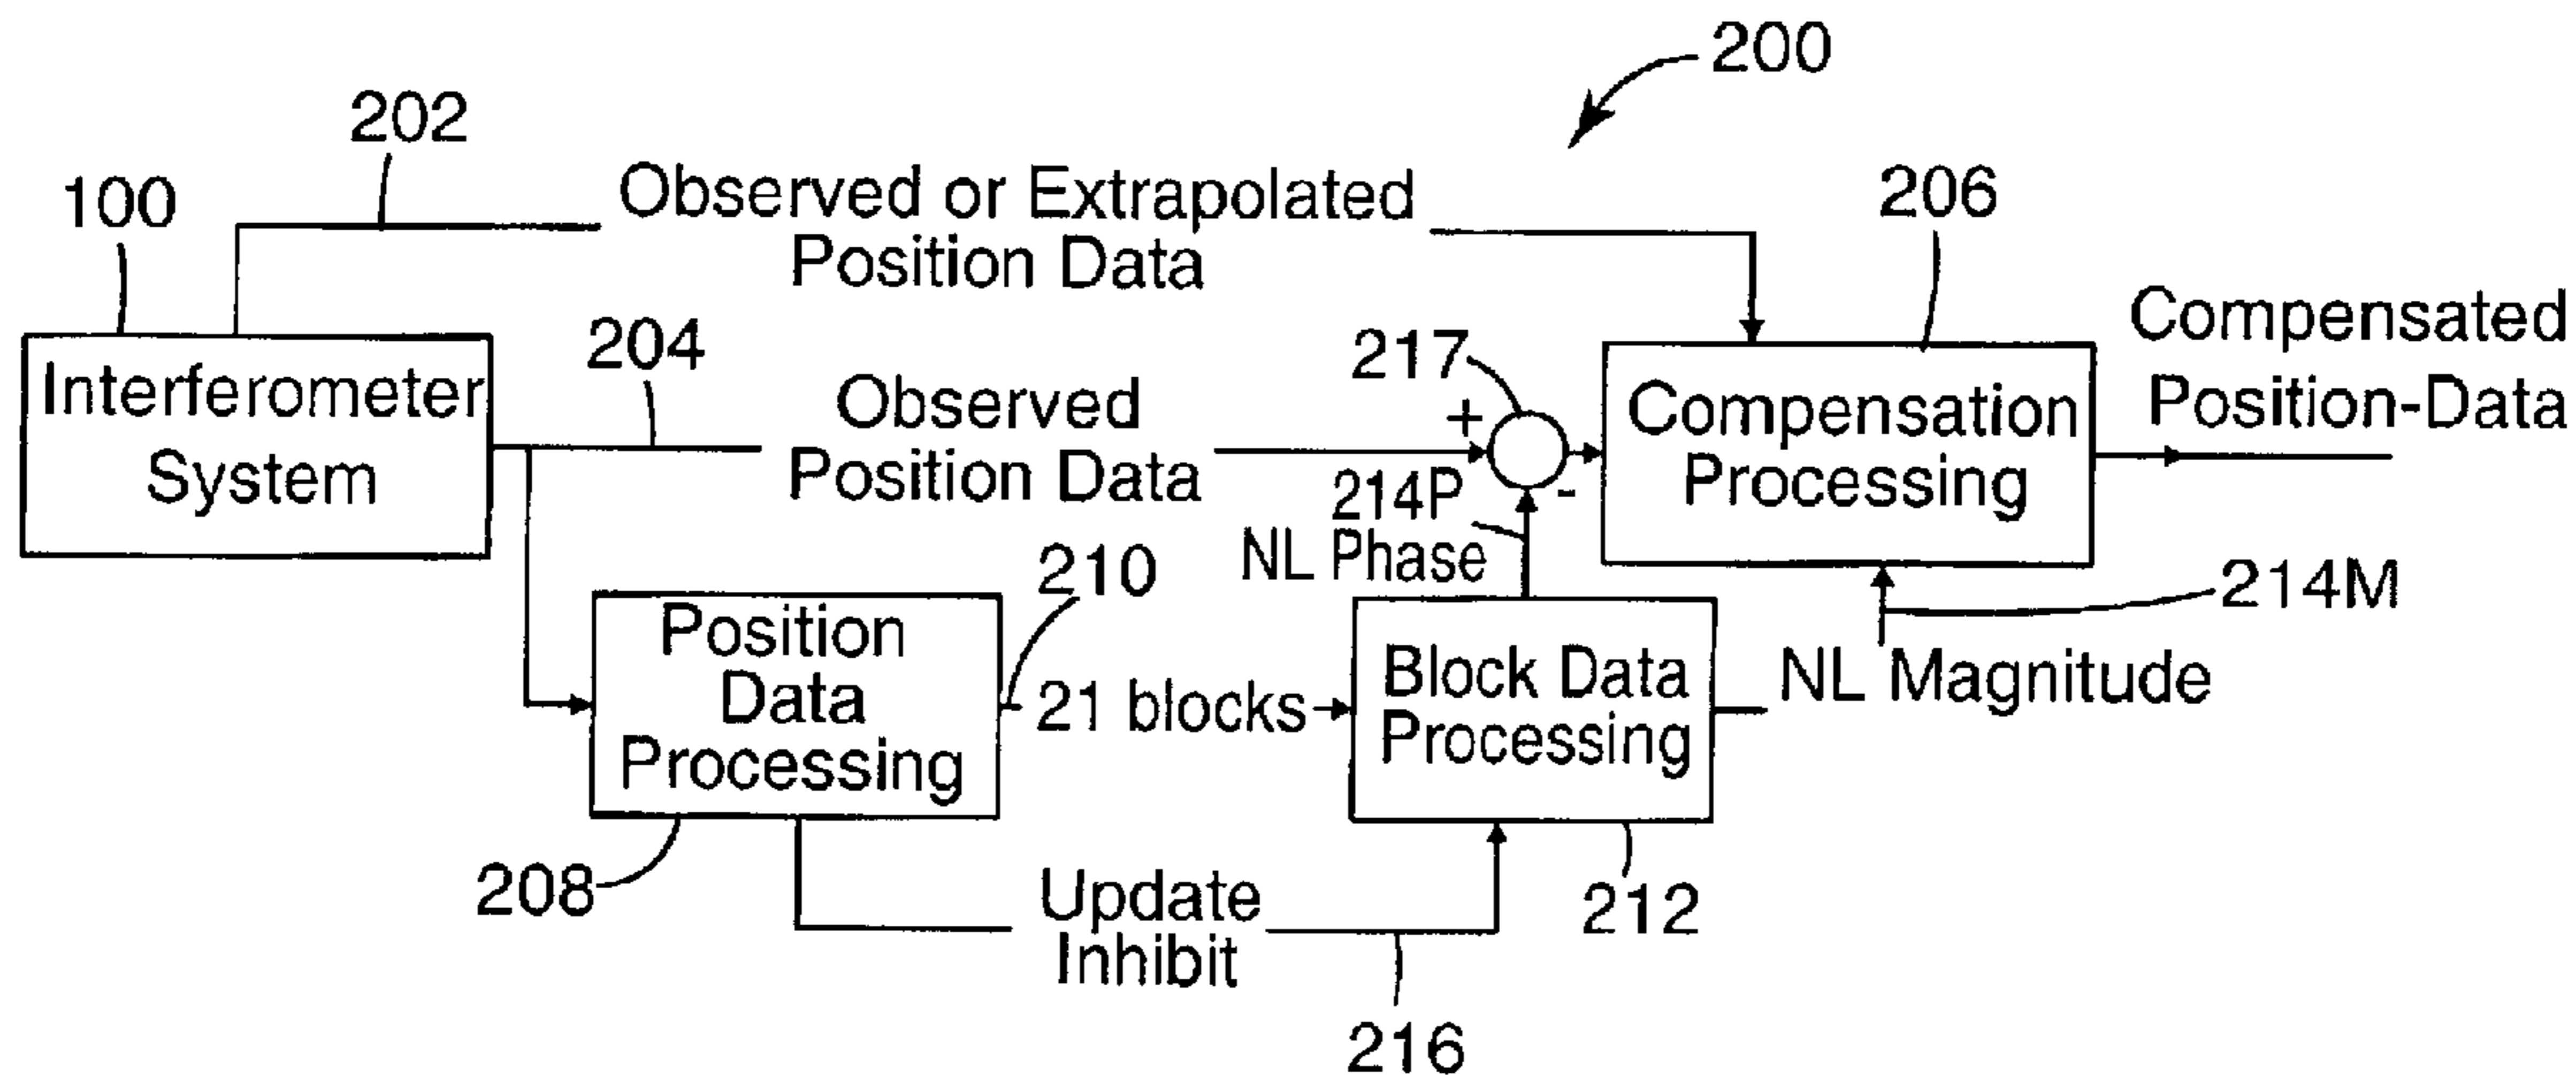 200
202
100
Observed or Extrapolated
Position Data
206
Compensated
Position-Data
204
217
Interferometer
System
Observed
Position Data
+
-
Compensation
Processing
214P
NL Phase
210
214M
Position
Data
Processing
21 blocks
Block Data
Processing
NL Magnitude
208
Update
Inhibit
212
216